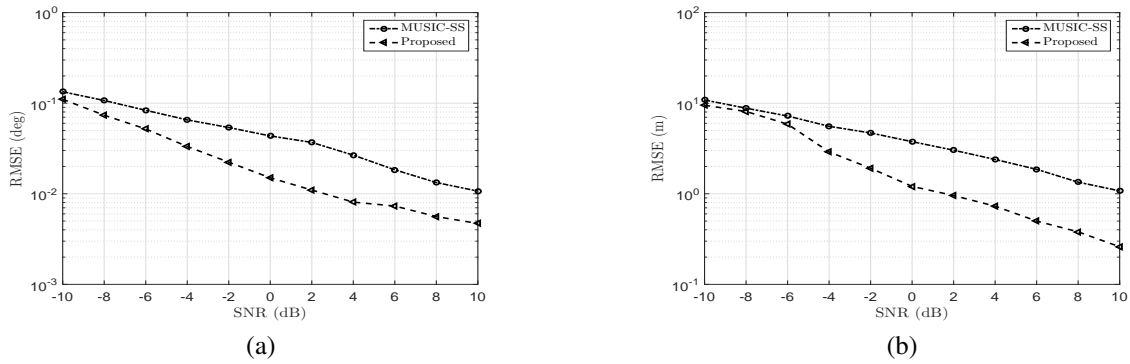 10^0
10^-1
10^-2
10^-3
RMSE (deg)
-10 -8 -6 -4 -2 0 2 4 6 8 10
SNR (dB)
MUSIC-SS
Proposed
(a)
10^2
10^1
10^0
10^-1
RMSE (m)
-10 -8 -6 -4 -2 0 2 4 6 8 10
SNR (dB)
MUSIC-SS
Proposed
(b)